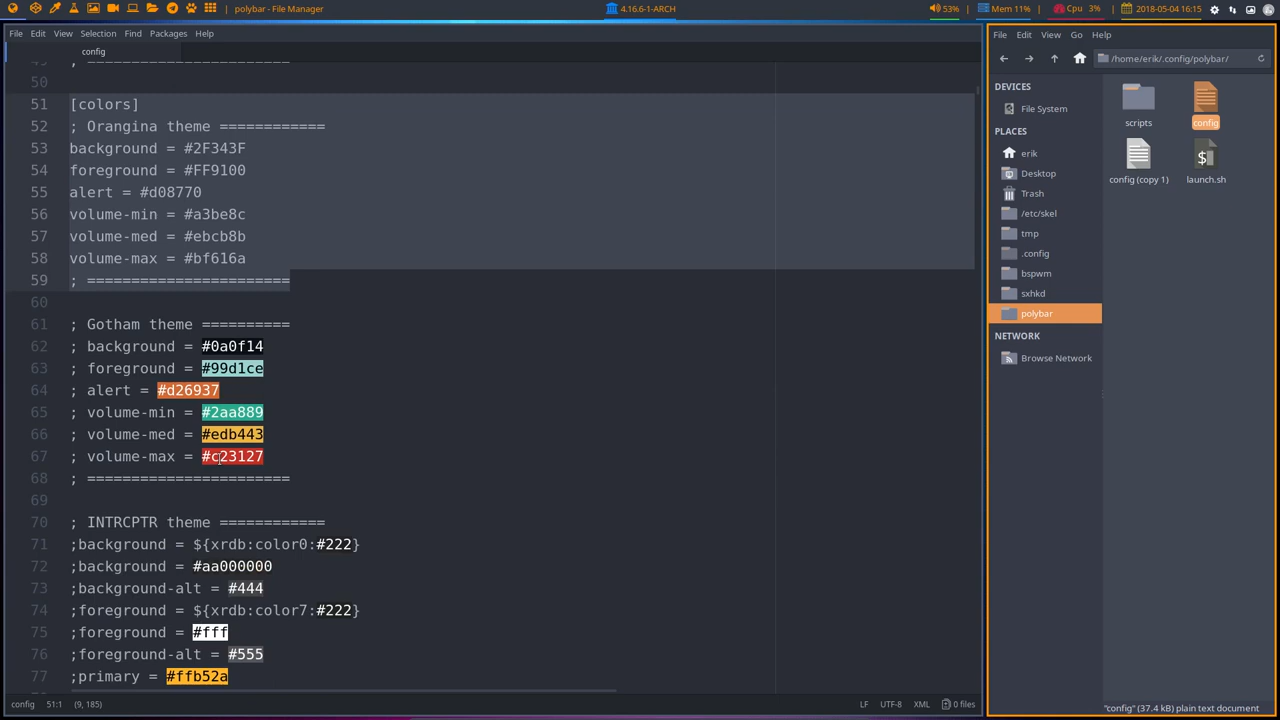 polybar - File Manager
4.16.6-1-ARCH
53%
Mem 11%
Cpu 3%
2018-05-04 16:15
File Edit View Selection Find Packages Help
config
49 ; =======================
50
51 [colors]
52 ; Orangina theme ============
53 background = #2F343F
54 foreground = #FF9100
55 alert = #d08770
56 volume-min = #a3be8c
57 volume-med = #ebcb8b
58 volume-max = #bf616a
59 ; =======================
60
61 ; Gotham theme ==========
62 ; background = #0a0f14
63 ; foreground = #99d1ce
64 ; alert = #d26937
65 ; volume-min = #2aa889
66 ; volume-med = #edb443
67 ; volume-max = #c23127
68 ; =======================
69
70 ; INTRCPTR theme ============
71 ;background = ${xrdb:color0:#222}
72 ;background = #aa000000
73 ;background-alt = #444
74 ;foreground = ${xrdb:color7:#222}
75 ;foreground = #fff
76 ;foreground-alt = #555
77 ;primary = #ffb52a
config 51:1 (9, 185)
LF UTF-8 XML 0 files
File Edit View Go Help
/home/erik/.config/polybar/
DEVICES
File System
PLACES
erik
Desktop
Trash
/etc/skel
tmp
.config
bspwm
sxhkd
polybar
NETWORK
Browse Network
scripts
config
config (copy 1)
$
launch.sh
"config" (37.4 kB) plain text document